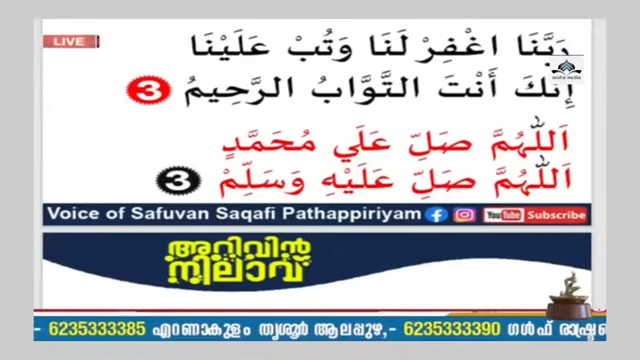 LIVE
رَبَّنَا اغْفِرْ لَنَا وَتُبْ عَلَيْنَا
إِنَّكَ أَنْتَ التَّوَّابُ الرَّحِيمُ 3
اَللّٰهُمَّ صَلِّ عَلَي مُحَمَّدٍ
اَللّٰهُمَّ صَلِّ عَلَيْهِ وَسَلِّمْ 3
Voice of Safuvan Saqafi Pathappiriyam YouTube Subscribe
അറിവിൻ
നിലാവ്
- 6235333385 എറണാകുളം തൃശൂർ ആലപ്പുഴ,- 6235333390 ഗൾഫ് രാഷ്ട്ര